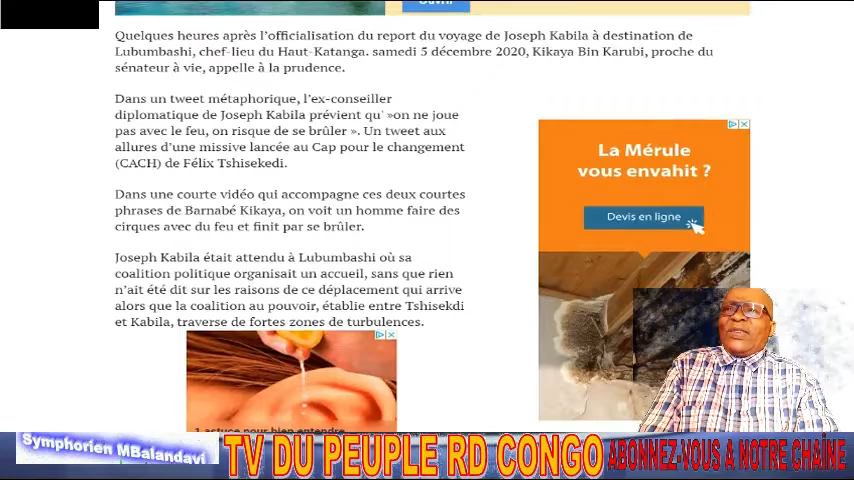 Ouvrir
Quelques heures après l'officialisation du report du voyage de Joseph Kabila à destination de
Lubumbashi, chef-lieu du Haut-Katanga. samedi 5 décembre 2020, Kikaya Bin Karubi, proche du
sénateur à vie, appelle à la prudence.
Dans un tweet métaphorique, l'ex-conseiller
diplomatique de Joseph Kabila prévient qu' »on ne joue
pas avec le feu, on risque de se brûler ». Un tweet aux
allures d'une missive lancée au Cap pour le changement
(CACH) de Félix Tshisekedi.
Dans une courte vidéo qui accompagne ces deux courtes
phrases de Barnabé Kikaya, on voit un homme faire des
cirques avec du feu et finit par se brûler.
Joseph Kabila était attendu à Lubumbashi où sa
coalition politique organisait un accueil, sans que rien
n'ait été dit sur les raisons de ce déplacement qui arrive
alors que la coalition au pouvoir, établie entre Tshisekdi
et Kabila, traverse de fortes zones de turbulences.
La Mérule
vous envahit ?
Devis en ligne
1 astuce pour bien entendre
Symphorien MBalandavi
TV DU PEUPLE RD CONGO
ABONNEZ-VOUS A NOTRE CHAÎNE